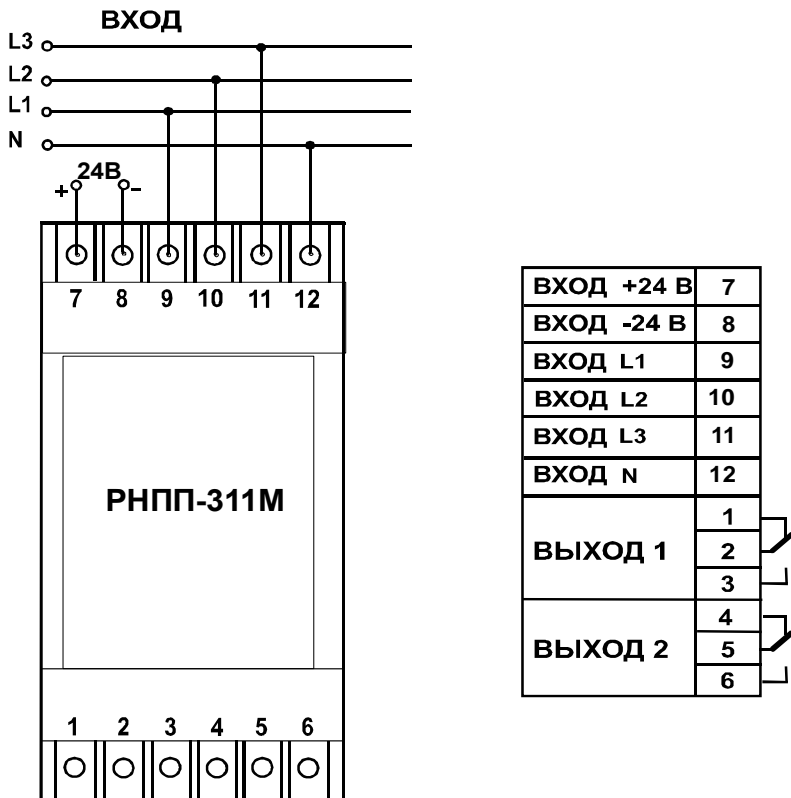 ВХОД
L3
L2
L1
N
24В
+ -
7 8 9 10 11 12
РНПП-311М
1 2 3 4 5 6
ВХОД +24 В 7
ВХОД -24 В 8
ВХОД L1 9
ВХОД L2 10
ВХОД L3 11
ВХОД N 12
ВЫХОД 1
1
2
3
ВЫХОД 2
4
5
6